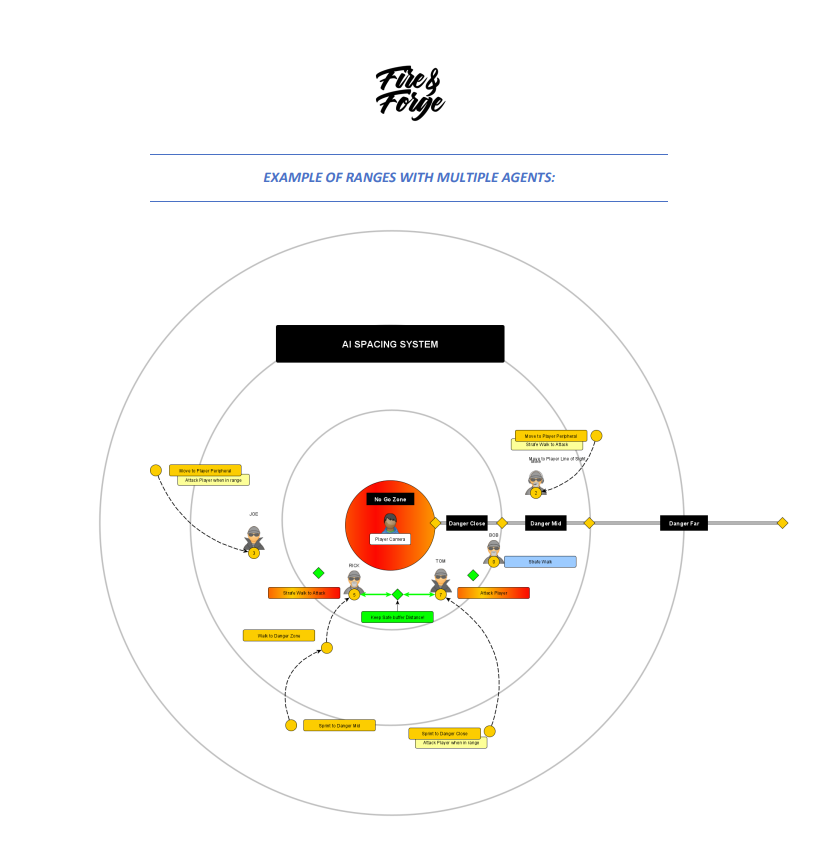 Fire &
Forge
EXAMPLE OF RANGES WITH MULTIPLE AGENTS:
AI SPACING SYSTEM
Move to Player Peripheral
Strafe Walk to Attack
Move to Player Line of Sight
2
Move to Player Peripheral
Attack Player when in range
No Go Zone
Player Camera
Danger Close
Danger Mid
Danger Far
JOE
3
BOB
Strafe Walk
RICK
TOM
Strafe Walk to Attack
Attack Player
Keep Safe buffer Distance
Walk to Danger Zone
Sprint to Danger Mid
Sprint to Danger Close
Attack Player when in range